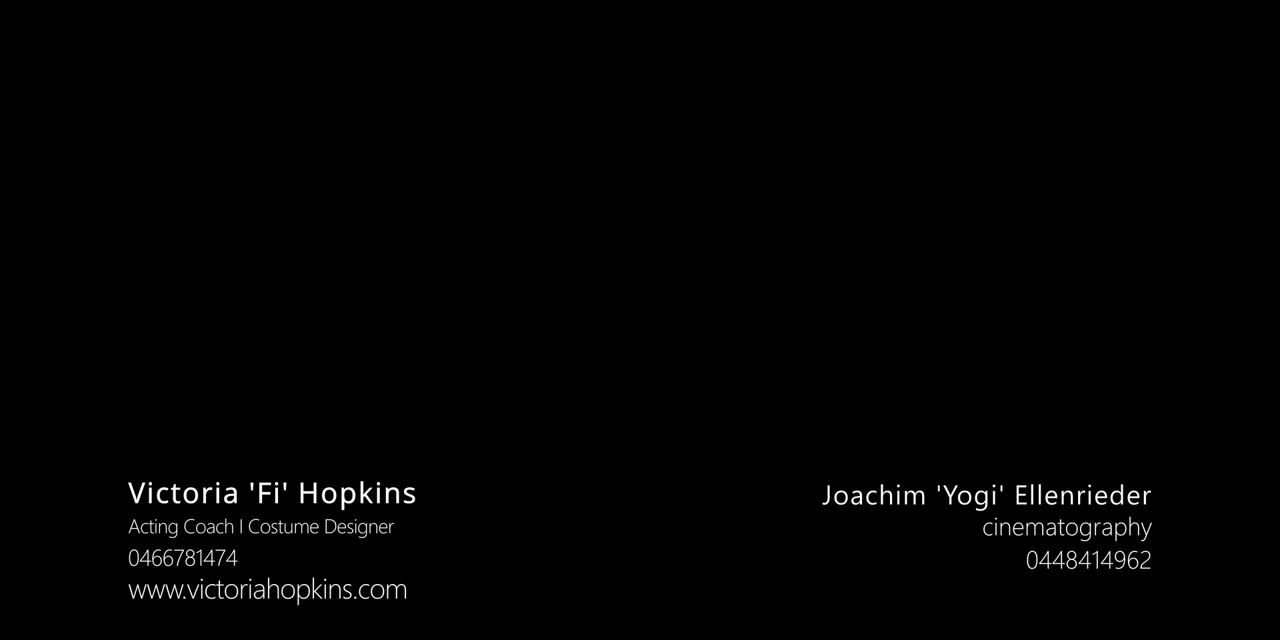 Victoria 'Fi' Hopkins
Acting Coach I Costume Designer
0466781474
www.victoriahopkins.com
Joachim 'Yogi' Ellenrieder
cinematography
0448414962